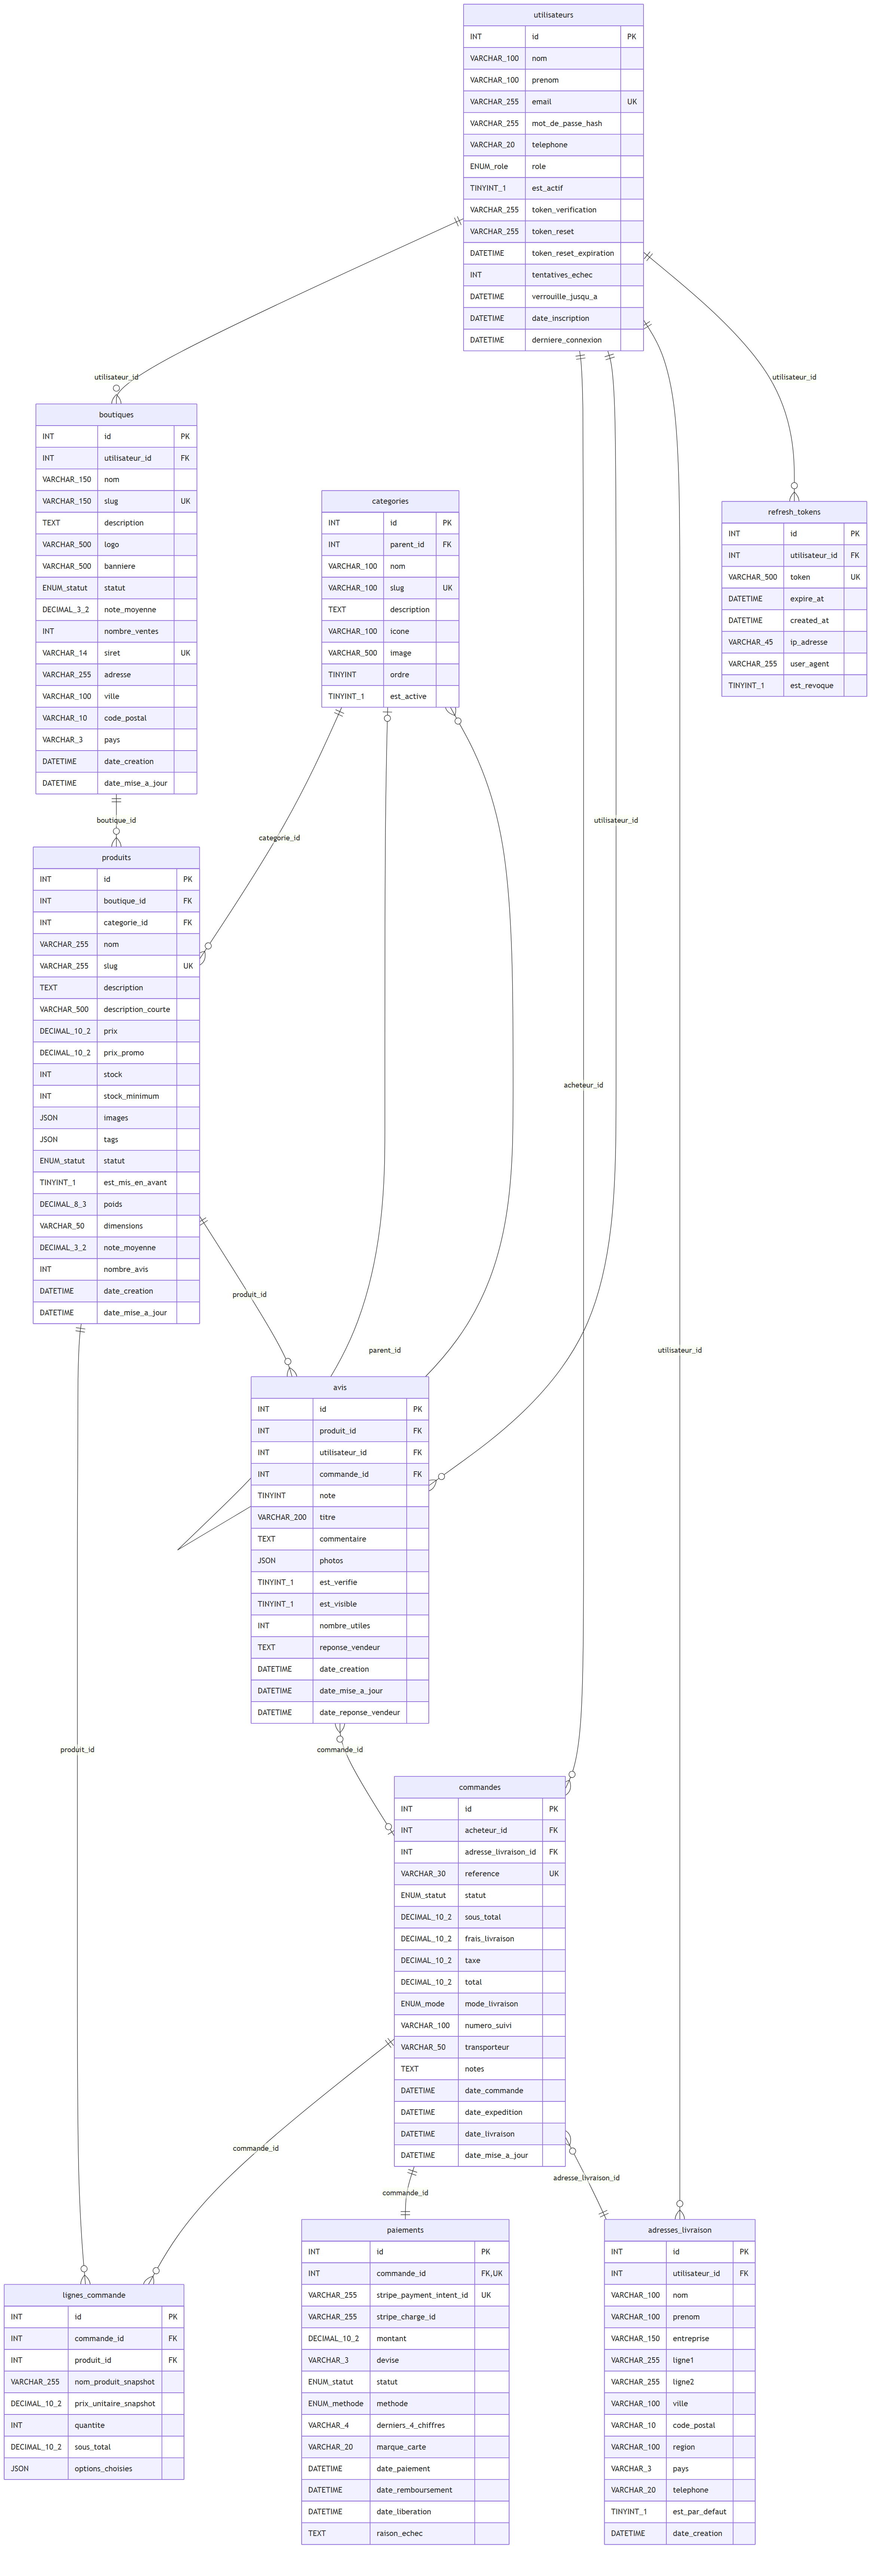 utilisateurs
INT id PK
VARCHAR_100 nom
VARCHAR_100 prenom
VARCHAR_255 email UK
VARCHAR_255 mot_de_passe_hash
VARCHAR_20 telephone
ENUM_role role
TINYINT_1 est_actif
VARCHAR_255 token_verification
VARCHAR_255 token_reset
DATETIME token_reset_expiration
INT tentatives_echec
DATETIME verrouille_jusqu_a
DATETIME date_inscription
DATETIME derniere_connexion
utilisateur_id
utilisateur_id
boutiques
INT id PK
INT utilisateur_id FK
VARCHAR_150 nom
VARCHAR_150 slug UK
TEXT description
VARCHAR_500 logo
VARCHAR_500 banniere
ENUM_statut statut
DECIMAL_3_2 note_moyenne
INT nombre_ventes
VARCHAR_14 siret UK
VARCHAR_255 adresse
VARCHAR_100 ville
VARCHAR_10 code_postal
VARCHAR_3 pays
DATETIME date_creation
DATETIME date_mise_a_jour
categories
INT id PK
INT parent_id FK
VARCHAR_100 nom
VARCHAR_100 slug UK
TEXT description
VARCHAR_100 icone
VARCHAR_500 image
TINYINT ordre
TINYINT_1 est_active
refresh_tokens
INT id PK
INT utilisateur_id FK
VARCHAR_500 token UK
DATETIME expire_at
DATETIME created_at
VARCHAR_45 ip_adresse
VARCHAR_255 user_agent
TINYINT_1 est_revoque
boutique_id
utilisateur_id
categorie_id
produits
INT id PK
INT boutique_id FK
INT categorie_id FK
VARCHAR_255 nom
VARCHAR_255 slug UK
TEXT description
VARCHAR_500 description_courte
DECIMAL_10_2 prix
DECIMAL_10_2 prix_promo
INT stock
INT stock_minimum
JSON images
JSON tags
ENUM_statut statut
TINYINT_1 est_mis_en_avant
DECIMAL_8_3 poids
VARCHAR_50 dimensions
DECIMAL_3_2 note_moyenne
INT nombre_avis
DATETIME date_creation
DATETIME date_mise_a_jour
acheteur_id
produit_id
parent_id
utilisateur_id
avis
INT id PK
INT produit_id FK
INT utilisateur_id FK
INT commande_id FK
TINYINT note
VARCHAR_200 titre
TEXT commentaire
JSON photos
TINYINT_1 est_verifie
TINYINT_1 est_visible
INT nombre_utiles
TEXT reponse_vendeur
DATETIME date_creation
DATETIME date_mise_a_jour
DATETIME date_reponse_vendeur
produit_id
commande_id
commandes
INT id PK
INT acheteur_id FK
INT adresse_livraison_id FK
VARCHAR_30 reference UK
ENUM_statut statut
DECIMAL_10_2 sous_total
DECIMAL_10_2 frais_livraison
DECIMAL_10_2 taxe
DECIMAL_10_2 total
ENUM_mode mode_livraison
VARCHAR_100 numero_suivi
VARCHAR_50 transporteur
TEXT notes
DATETIME date_commande
DATETIME date_expedition
DATETIME date_livraison
DATETIME date_mise_a_jour
commande_id
adresse_livraison_id
commande_id
lignes_commande
INT id PK
INT commande_id FK
INT produit_id FK
VARCHAR_255 nom_produit_snapshot
DECIMAL_10_2 prix_unitaire_snapshot
INT quantite
DECIMAL_10_2 sous_total
JSON options_choisies
paiements
INT id PK
INT commande_id FK,UK
VARCHAR_255 stripe_payment_intent_id UK
VARCHAR_255 stripe_charge_id
DECIMAL_10_2 montant
VARCHAR_3 devise
ENUM_statut statut
ENUM_methode methode
VARCHAR_4 derniers_4_chiffres
VARCHAR_20 marque_carte
DATETIME date_paiement
DATETIME date_remboursement
DATETIME date_liberation
TEXT raison_echec
adresses_livraison
INT id PK
INT utilisateur_id FK
VARCHAR_100 nom
VARCHAR_100 prenom
VARCHAR_150 entreprise
VARCHAR_255 ligne1
VARCHAR_255 ligne2
VARCHAR_100 ville
VARCHAR_10 code_postal
VARCHAR_100 region
VARCHAR_3 pays
VARCHAR_20 telephone
TINYINT_1 est_par_defaut
DATETIME date_creation